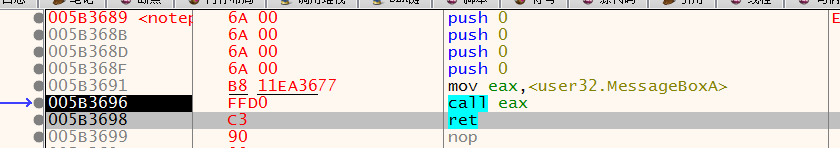 005B3689 <notep 6A 00 push 0
005B368B 6A 00 push 0
005B368D 6A 00 push 0
005B368F 6A 00 push 0
005B3691 B8 11EA3677 mov eax,<user32.MessageBoxA>
005B3696 FFD0 call eax
005B3698 C3 ret
005B3699 90 nop